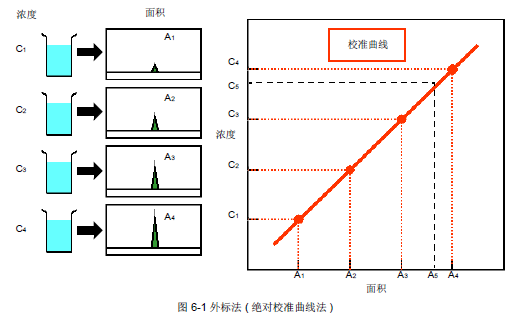 浓度
面积
C1
A1
C2
A2
C3
A3
C4
A4
校准曲线
C4
C5
C3
浓度
C2
C1
A1 A2 A3 A5 A4
面积
图 6-1 外标法 ( 绝对校准曲线法 )